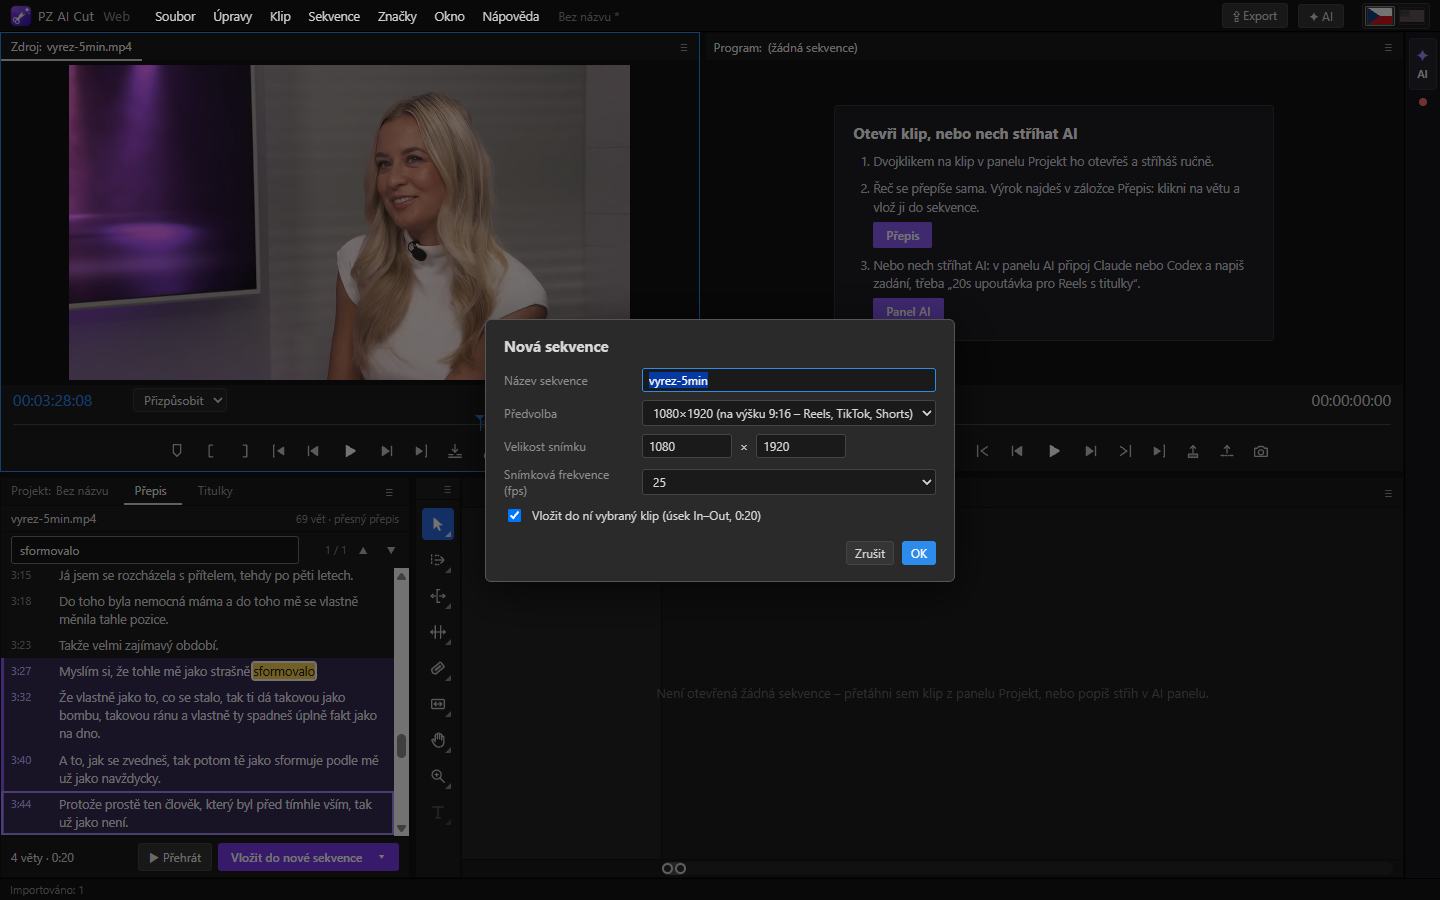 PZ AI Cut Web Soubor Úpravy Klip Sekvence Značky Okno Nápověda Bez názvu * Export AI
Zdroj: vyrez-5min.mp4
Program: (žádná sekvence)
AI
Otevři klip, nebo nech stříhat AI
1. Dvojklikem na klip v panelu Projekt ho otevřeš a stříháš ručně.
2. Řeč se přepíše sama. Výrok najdeš v záložce Přepis: klikni na větu a
vlož ji do sekvence.
Přepis
3. Nebo nech stříhat AI: v panelu AI připoj Claude nebo Codex a napiš
zadání, třeba „20s upoutávka pro Reels s titulky“.
Panel AI
00:03:28:08 Přizpůsobit
00:00:00:00
Nová sekvence
Název sekvence vyrez-5min
Předvolba 1080×1920 (na výšku 9:16 – Reels, TikTok, Shorts)
Velikost snímku 1080 × 1920
Snímková frekvence
(fps)
25
Vložit do ní vybraný klip (úsek In–Out, 0:20)
Zrušit OK
Projekt: Bez názvu Přepis Titulky
vyrez-5min.mp4 69 vět · přesný přepis
sformovalo 1 / 1
3:15 Já jsem se rozcházela s přítelem, tehdy po pěti letech.
3:18 Do toho byla nemocná máma a do toho mě se vlastně
měnila tahle pozice.
3:23 Takže velmi zajímavý období.
3:27 Myslím si, že tohle mě jako strašně sformovalo
3:32 Že vlastně jako to, co se stalo, tak ti dá takovou jako
bombu, takovou ránu a vlastně ty spadneš úplně fakt jako
na dno.
3:40 A to, jak se zvedneš, tak potom tě jako sformuje podle mě
už jako navždycky.
3:44 Protože prostě ten člověk, který byl před tímhle vším, tak
už jako není.
Není otevřená žádná sekvence – přetáhni sem klip z panelu Projekt, nebo popiš střih v AI panelu.
4 věty · 0:20 Přehrát Vložit do nové sekvence
Importováno: 1